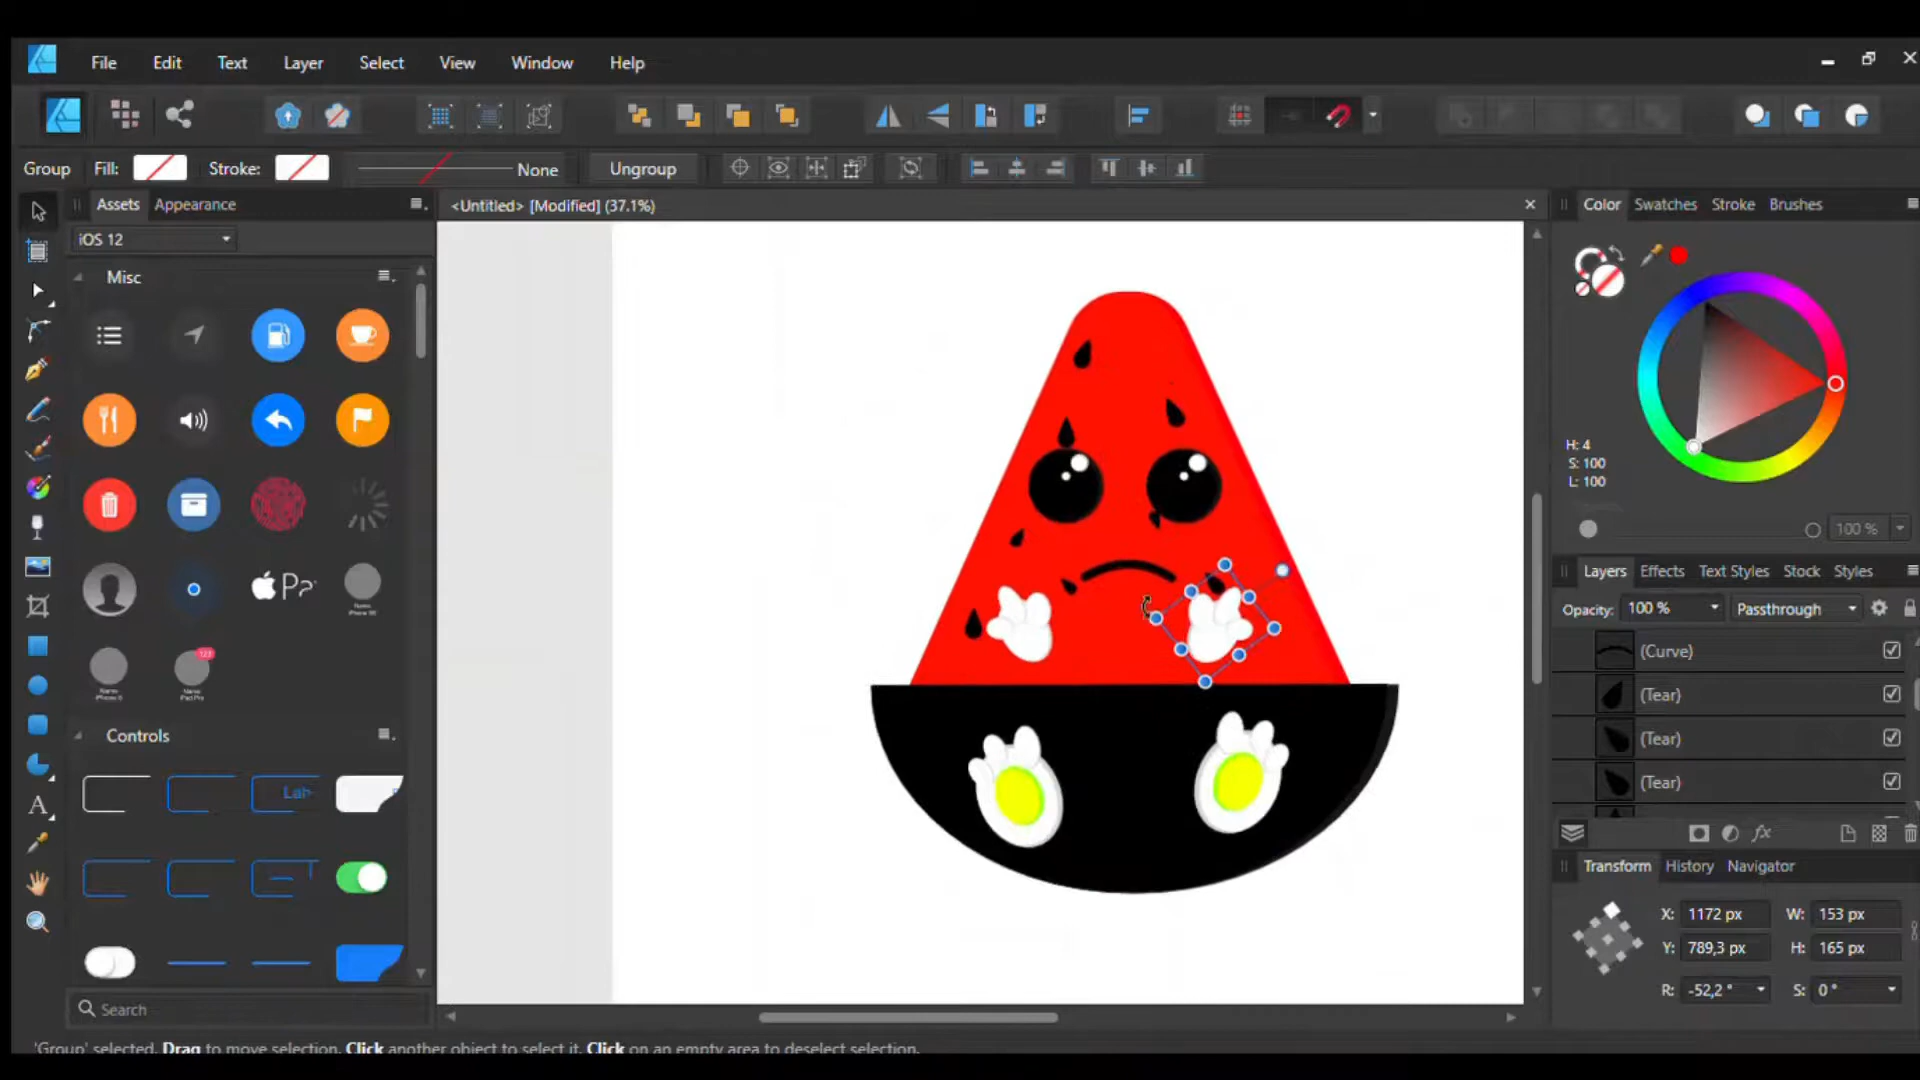 File Edit Text Layer Select View Window Help
Group Fill: Stroke: None Ungroup
Assets Appearance
<Untitled> [Modified] (37.1%)
Color Swatches Stroke Brushes
iOS 12
Misc
Pa
H: 4
S: 100
L: 100
100 %
Layers Effects Text Styles Stock Styles
Opacity: 100 % Passthrough
(Curve)
(Tear)
(Tear)
(Tear)
Controls
Lab
Transform History Navigator
X: 1172 px W: 153 px
Y: 789,3 px H: 165 px
R: -52,2 ° S: 0 °
Search
'Group' selected. Drag to move selection. Click another object to select it. Click on an empty area to deselect selection.